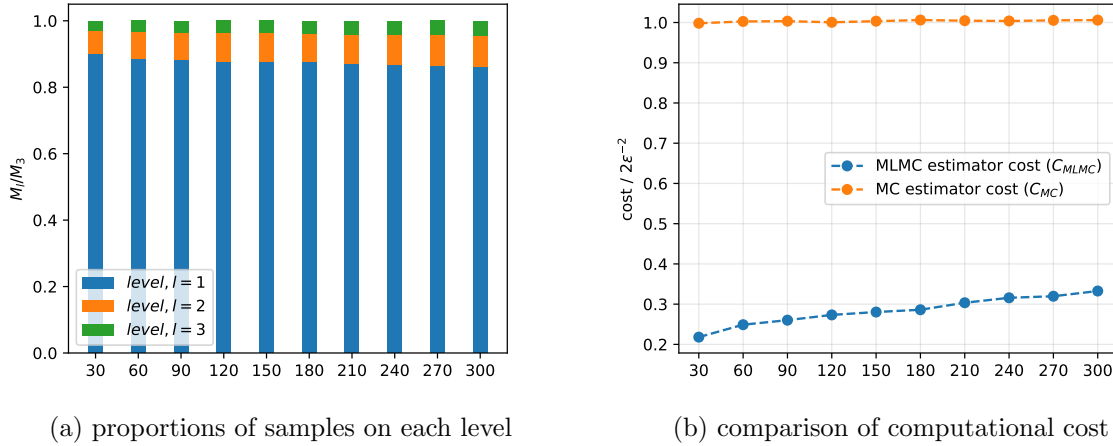 1.0
0.8
0.6
0.4
0.2
0.0
M_l/M_3
level, l = 1
level, l = 2
level, l = 3
30 60 90 120 150 180 210 240 270 300
(a) proportions of samples on each level
1.0
0.9
0.8
0.7
0.6
0.5
0.4
0.3
0.2
cost / 2ε⁻²
MLMC estimator cost (C_{MLMC})
MC estimator cost (C_{MC})
30 60 90 120 150 180 210 240 270 300
(b) comparison of computational cost